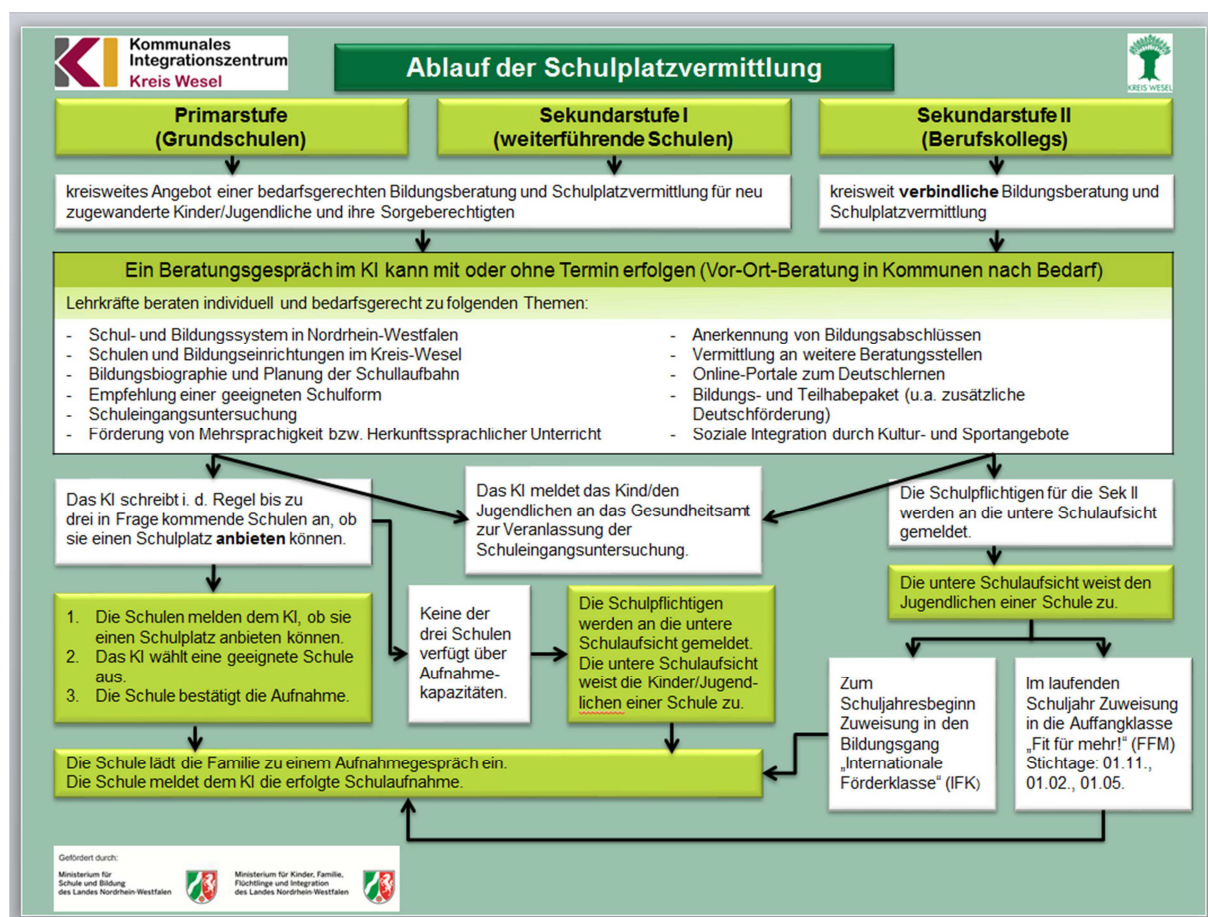 Kommunales
Integrationszentrum
Kreis Wesel
Ablauf der Schulplatzvermittlung
KREIS WESEL
Primarstufe
(Grundschulen)
Sekundarstufe I
(weiterführende Schulen)
Sekundarstufe II
(Berufskollegs)
kreisweites Angebot einer bedarfsgerechten Bildungsberatung und Schulplatzvermittlung für neu
zugewanderte Kinder/Jugendliche und ihre Sorgeberechtigten
kreisweit verbindliche Bildungsberatung und
Schulplatzvermittlung
Ein Beratungsgespräch im KI kann mit oder ohne Termin erfolgen (Vor-Ort-Beratung in Kommunen nach Bedarf)
Lehrkräfte beraten individuell und bedarfsgerecht zu folgenden Themen:
- Schul- und Bildungssystem in Nordrhein-Westfalen
- Schulen und Bildungseinrichtungen im Kreis-Wesel
- Bildungsbiographie und Planung der Schullaufbahn
- Empfehlung einer geeigneten Schulform
- Schuleingangsuntersuchung
- Förderung von Mehrsprachigkeit bzw. Herkunftssprachlicher Unterricht
- Anerkennung von Bildungsabschlüssen
- Vermittlung an weitere Beratungsstellen
- Online-Portale zum Deutschlernen
- Bildungs- und Teilhabepaket (u.a. zusätzliche
Deutschförderung)
- Soziale Integration durch Kultur- und Sportangebote
Das KI schreibt i. d. Regel bis zu
drei in Frage kommende Schulen an, ob
sie einen Schulplatz anbieten können.
Das KI meldet das Kind/den
Jugendlichen an das Gesundheitsamt
zur Veranlassung der
Schuleingangsuntersuchung.
Die Schulpflichtigen für die Sek II
werden an die untere Schulaufsicht
gemeldet.
1. Die Schulen melden dem KI, ob sie
einen Schulplatz anbieten können.
2. Das KI wählt eine geeignete Schule
aus.
3. Die Schule bestätigt die Aufnahme.
Keine der
drei Schulen
verfügt über
Aufnahme-
kapazitäten.
Die Schulpflichtigen
werden an die untere
Schulaufsicht gemeldet.
Die untere Schulaufsicht
weist die Kinder/Jugend-
lichen einer Schule zu.
Die untere Schulaufsicht weist den
Jugendlichen einer Schule zu.
Zum
Schuljahresbeginn
Zuweisung in den
Bildungsgang
„Internationale
Förderklasse“ (IFK)
Im laufenden
Schuljahr Zuweisung
in die Auffangklasse
„Fit für mehr!“ (FFM)
Stichtage: 01.11.,
01.02., 01.05.
Die Schule lädt die Familie zu einem Aufnahmegespräch ein.
Die Schule meldet dem KI die erfolgte Schulaufnahme.
Gefördert durch:
Ministerium für
Schule und Bildung
des Landes Nordrhein-Westfalen
Ministerium für Kinder, Familie,
Flüchtlinge und Integration
des Landes Nordrhein-Westfalen